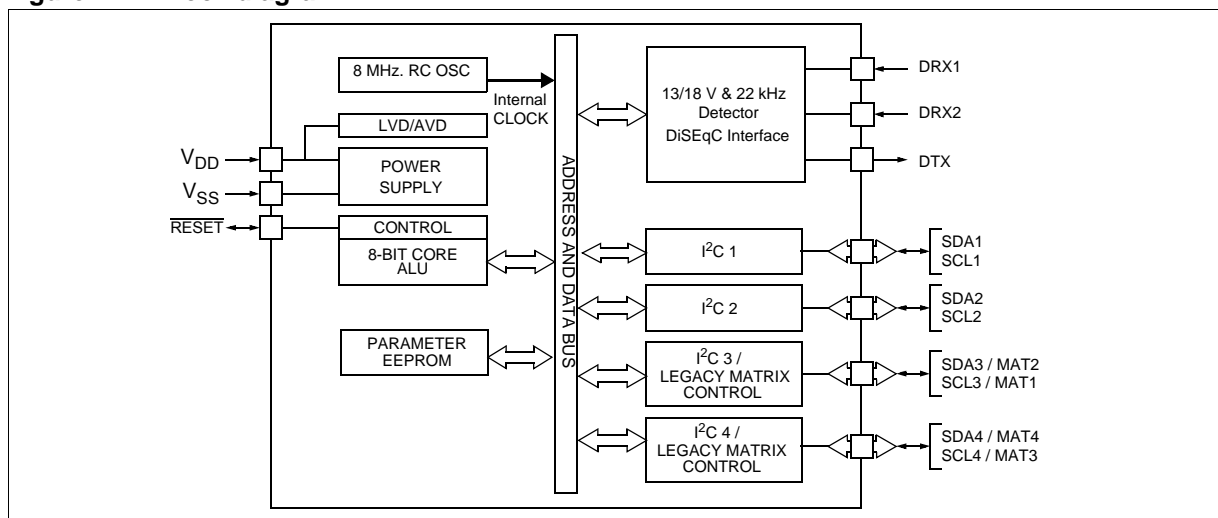 8 MHz. RC OSC
Internal
CLOCK
LVD/AVD
POWER
SUPPLY
V_DD
V_SS
RESET
CONTROL
8-BIT CORE
ALU
PARAMETER
EEPROM
ADDRESS AND DATA BUS
13/18 V & 22 kHz
Detector
DiSEqC Interface
DRX1
DRX2
DTX
I²C 1
SDA1
SCL1
I²C 2
SDA2
SCL2
I²C 3 /
LEGACY MATRIX
CONTROL
SDA3 / MAT2
SCL3 / MAT1
I²C 4 /
LEGACY MATRIX
CONTROL
SDA4 / MAT4
SCL4 / MAT3